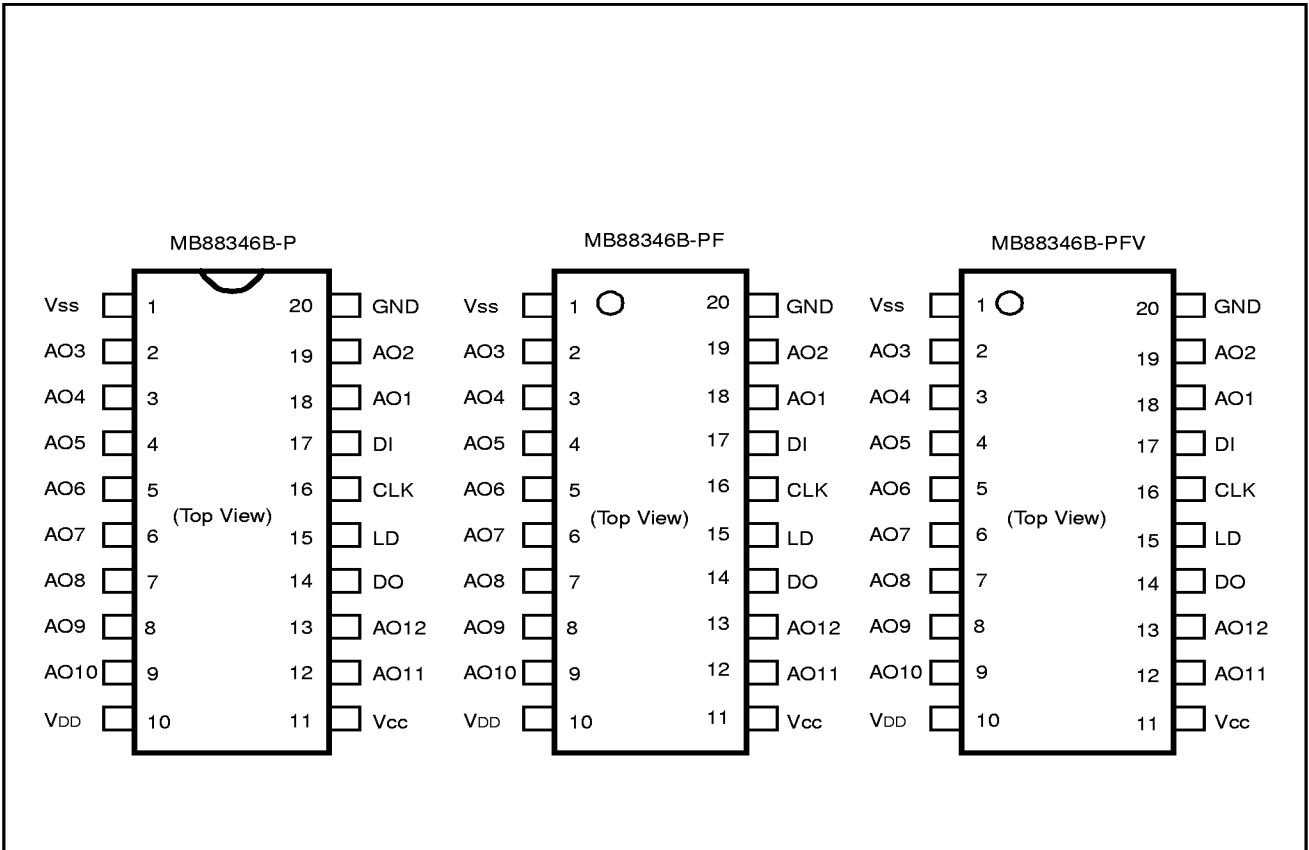 MB88346B-P MB88346B-PF MB88346B-PFV
Vss 1 20 GND Vss 1 20 GND Vss 1 20 GND
AO3 2 19 AO2 AO3 2 19 AO2 AO3 2 19 AO2
AO4 3 18 AO1 AO4 3 18 AO1 AO4 3 18 AO1
AO5 4 17 DI AO5 4 17 DI AO5 4 17 DI
AO6 5 16 CLK AO6 5 16 CLK AO6 5 16 CLK
(Top View) (Top View) (Top View)
AO7 6 15 LD AO7 6 15 LD AO7 6 15 LD
AO8 7 14 DO AO8 7 14 DO AO8 7 14 DO
AO9 8 13 AO12 AO9 8 13 AO12 AO9 8 13 AO12
AO10 9 12 AO11 AO10 9 12 AO11 AO10 9 12 AO11
VDD 10 11 Vcc VDD 10 11 Vcc VDD 10 11 Vcc